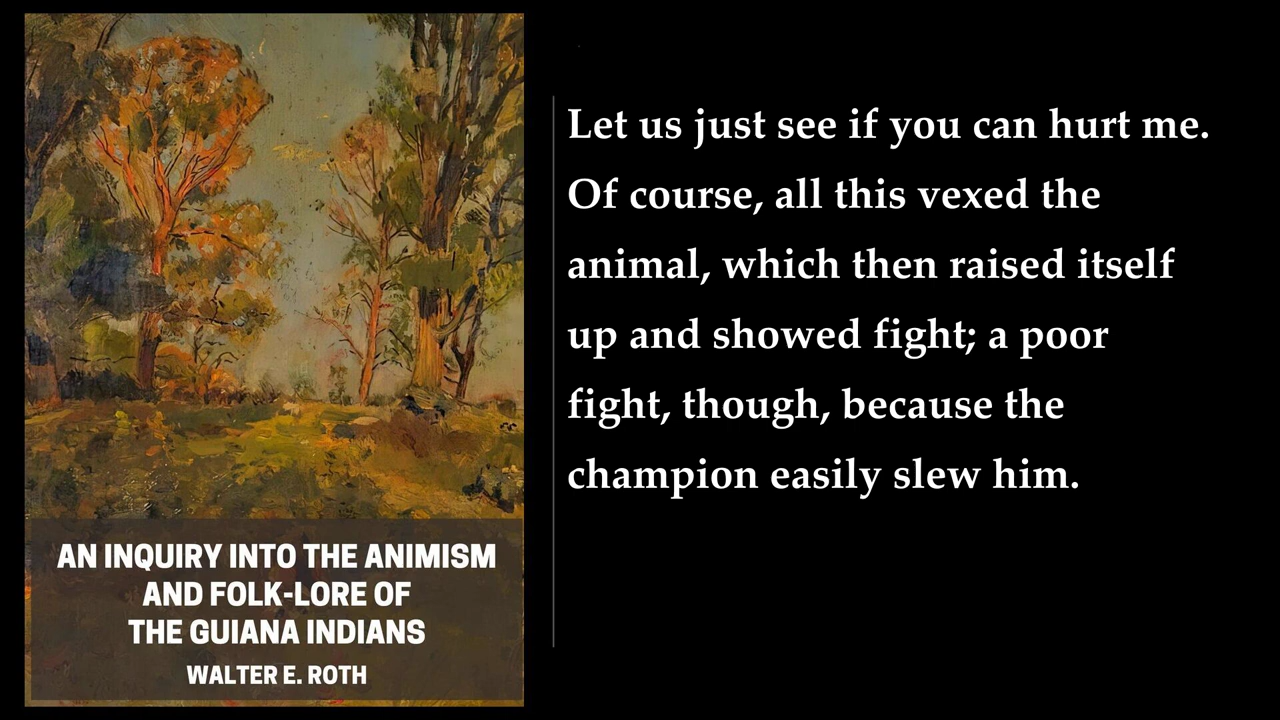 Let us just see if you can hurt me.
Of course, all this vexed the
animal, which then raised itself
up and showed fight; a poor
fight, though, because the
champion easily slew him.
AN INQUIRY INTO THE ANIMISM
AND FOLK-LORE OF
THE GUIANA INDIANS
WALTER E. ROTH